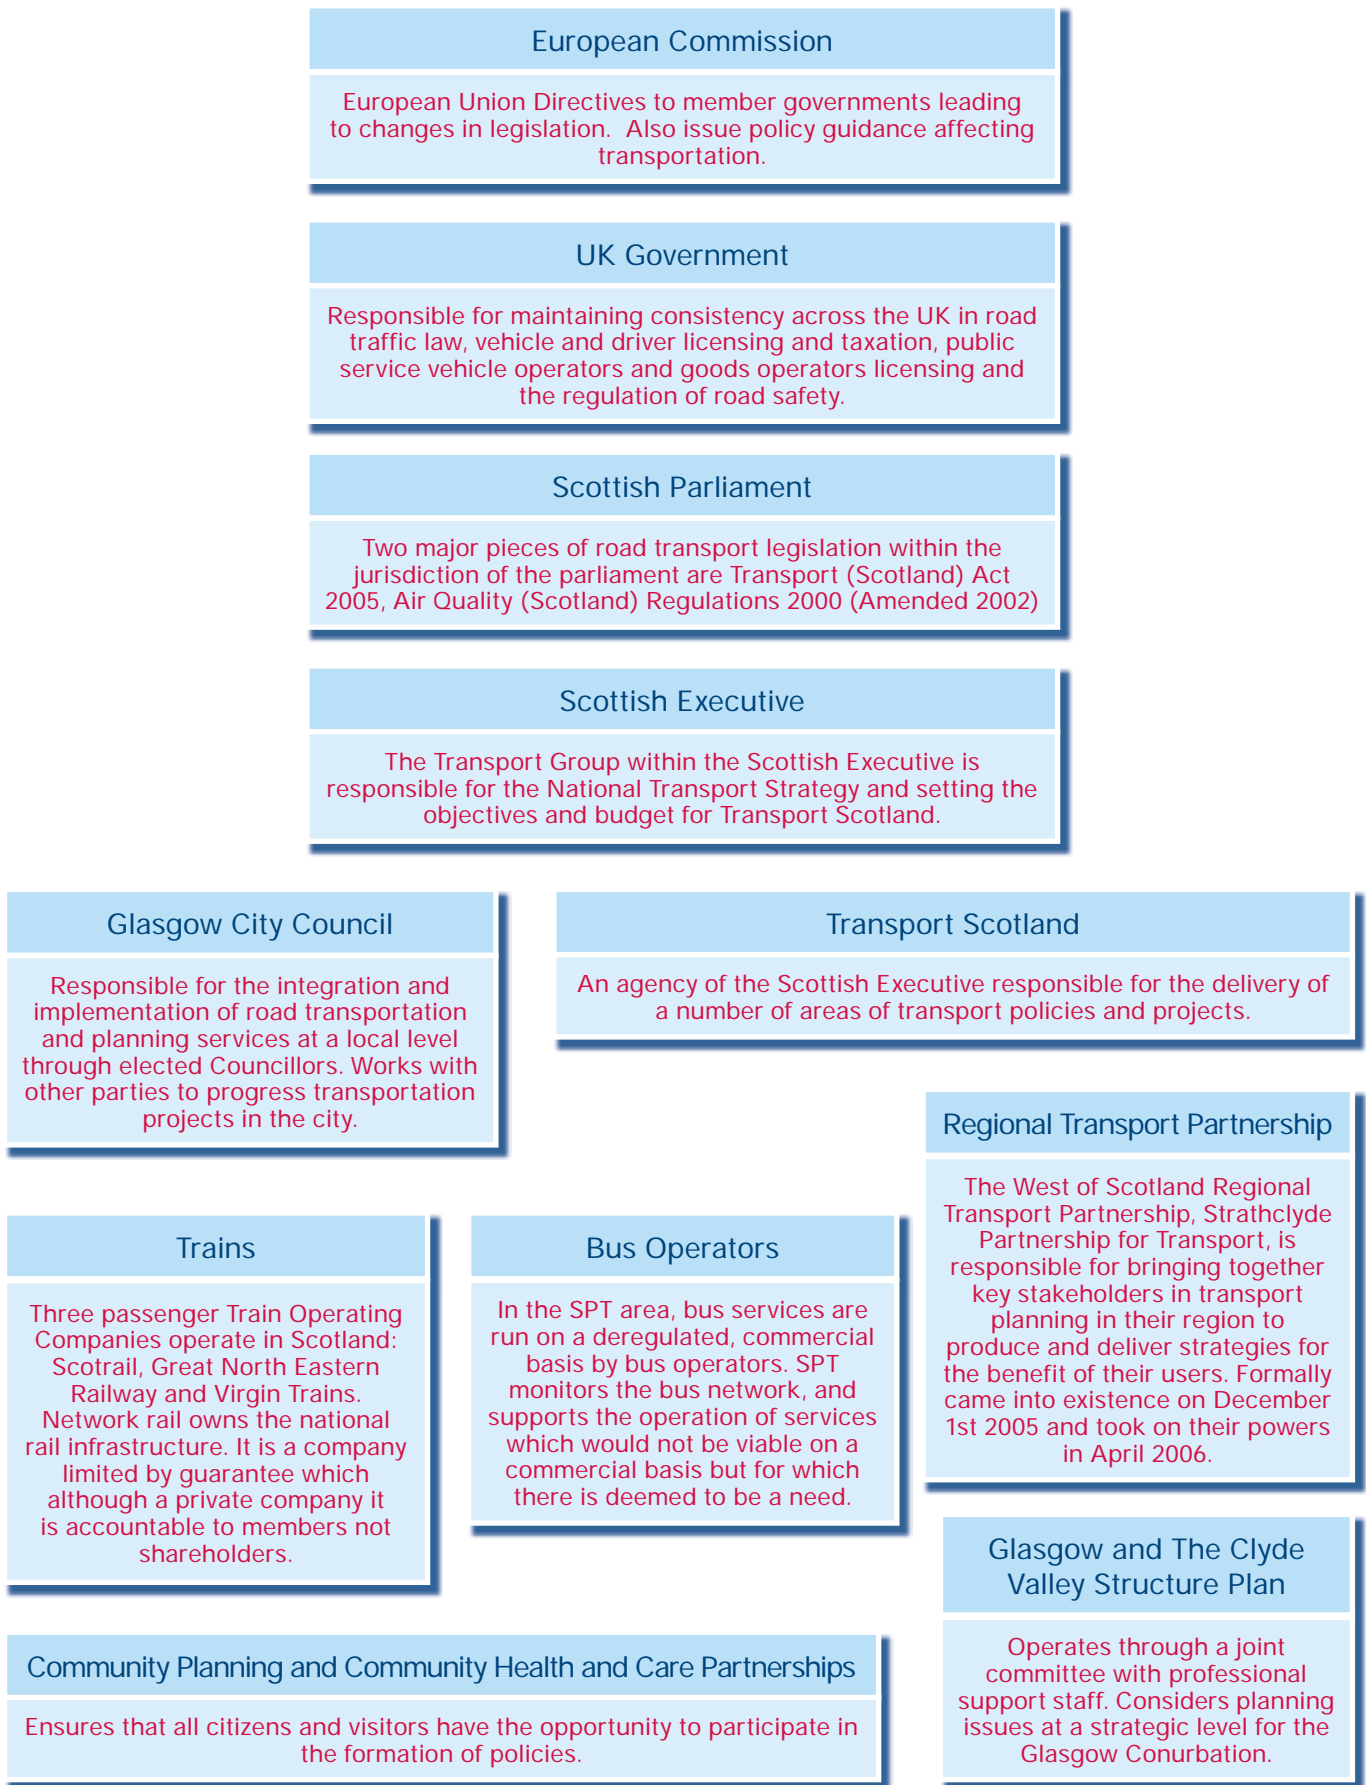 European Commission
European Union Directives to member governments leading
to changes in legislation.  Also issue policy guidance affecting
transportation.
UK Government
Responsible for maintaining consistency across the UK in road
traffic law, vehicle and driver licensing and taxation, public
service vehicle operators and goods operators licensing and
the regulation of road safety.
Scottish Parliament
Two major pieces of road transport legislation within the
jurisdiction of the parliament are Transport (Scotland) Act
2005, Air Quality (Scotland) Regulations 2000 (Amended 2002)
Scottish Executive
The Transport Group within the Scottish Executive is
responsible for the National Transport Strategy and setting the
objectives and budget for Transport Scotland.
Glasgow City Council
Responsible for the integration and
implementation of road transportation
and planning services at a local level
through elected Councillors. Works with
other parties to progress transportation
projects in the city.
Transport Scotland
An agency of the Scottish Executive responsible for the delivery of
a number of areas of transport policies and projects.
Regional Transport Partnership
The West of Scotland Regional
Transport Partnership, Strathclyde
Partnership for Transport, is
responsible for bringing together
key stakeholders in transport
planning in their region to
produce and deliver strategies for
the benefit of their users. Formally
came into existence on December
1st 2005 and took on their powers
in April 2006.
Trains
Three passenger Train Operating
Companies operate in Scotland:
Scotrail, Great North Eastern
Railway and Virgin Trains.
Network rail owns the national
rail infrastructure. It is a company
limited by guarantee which
although a private company it
is accountable to members not
shareholders.
Bus Operators
In the SPT area, bus services are
run on a deregulated, commercial
basis by bus operators. SPT
monitors the bus network, and
supports the operation of services
which would not be viable on a
commercial basis but for which
there is deemed to be a need.
Glasgow and The Clyde
Valley Structure Plan
Operates through a joint
committee with professional
support staff. Considers planning
issues at a strategic level for the
Glasgow Conurbation.
Community Planning and Community Health and Care Partnerships
Ensures that all citizens and visitors have the opportunity to participate in
the formation of policies.